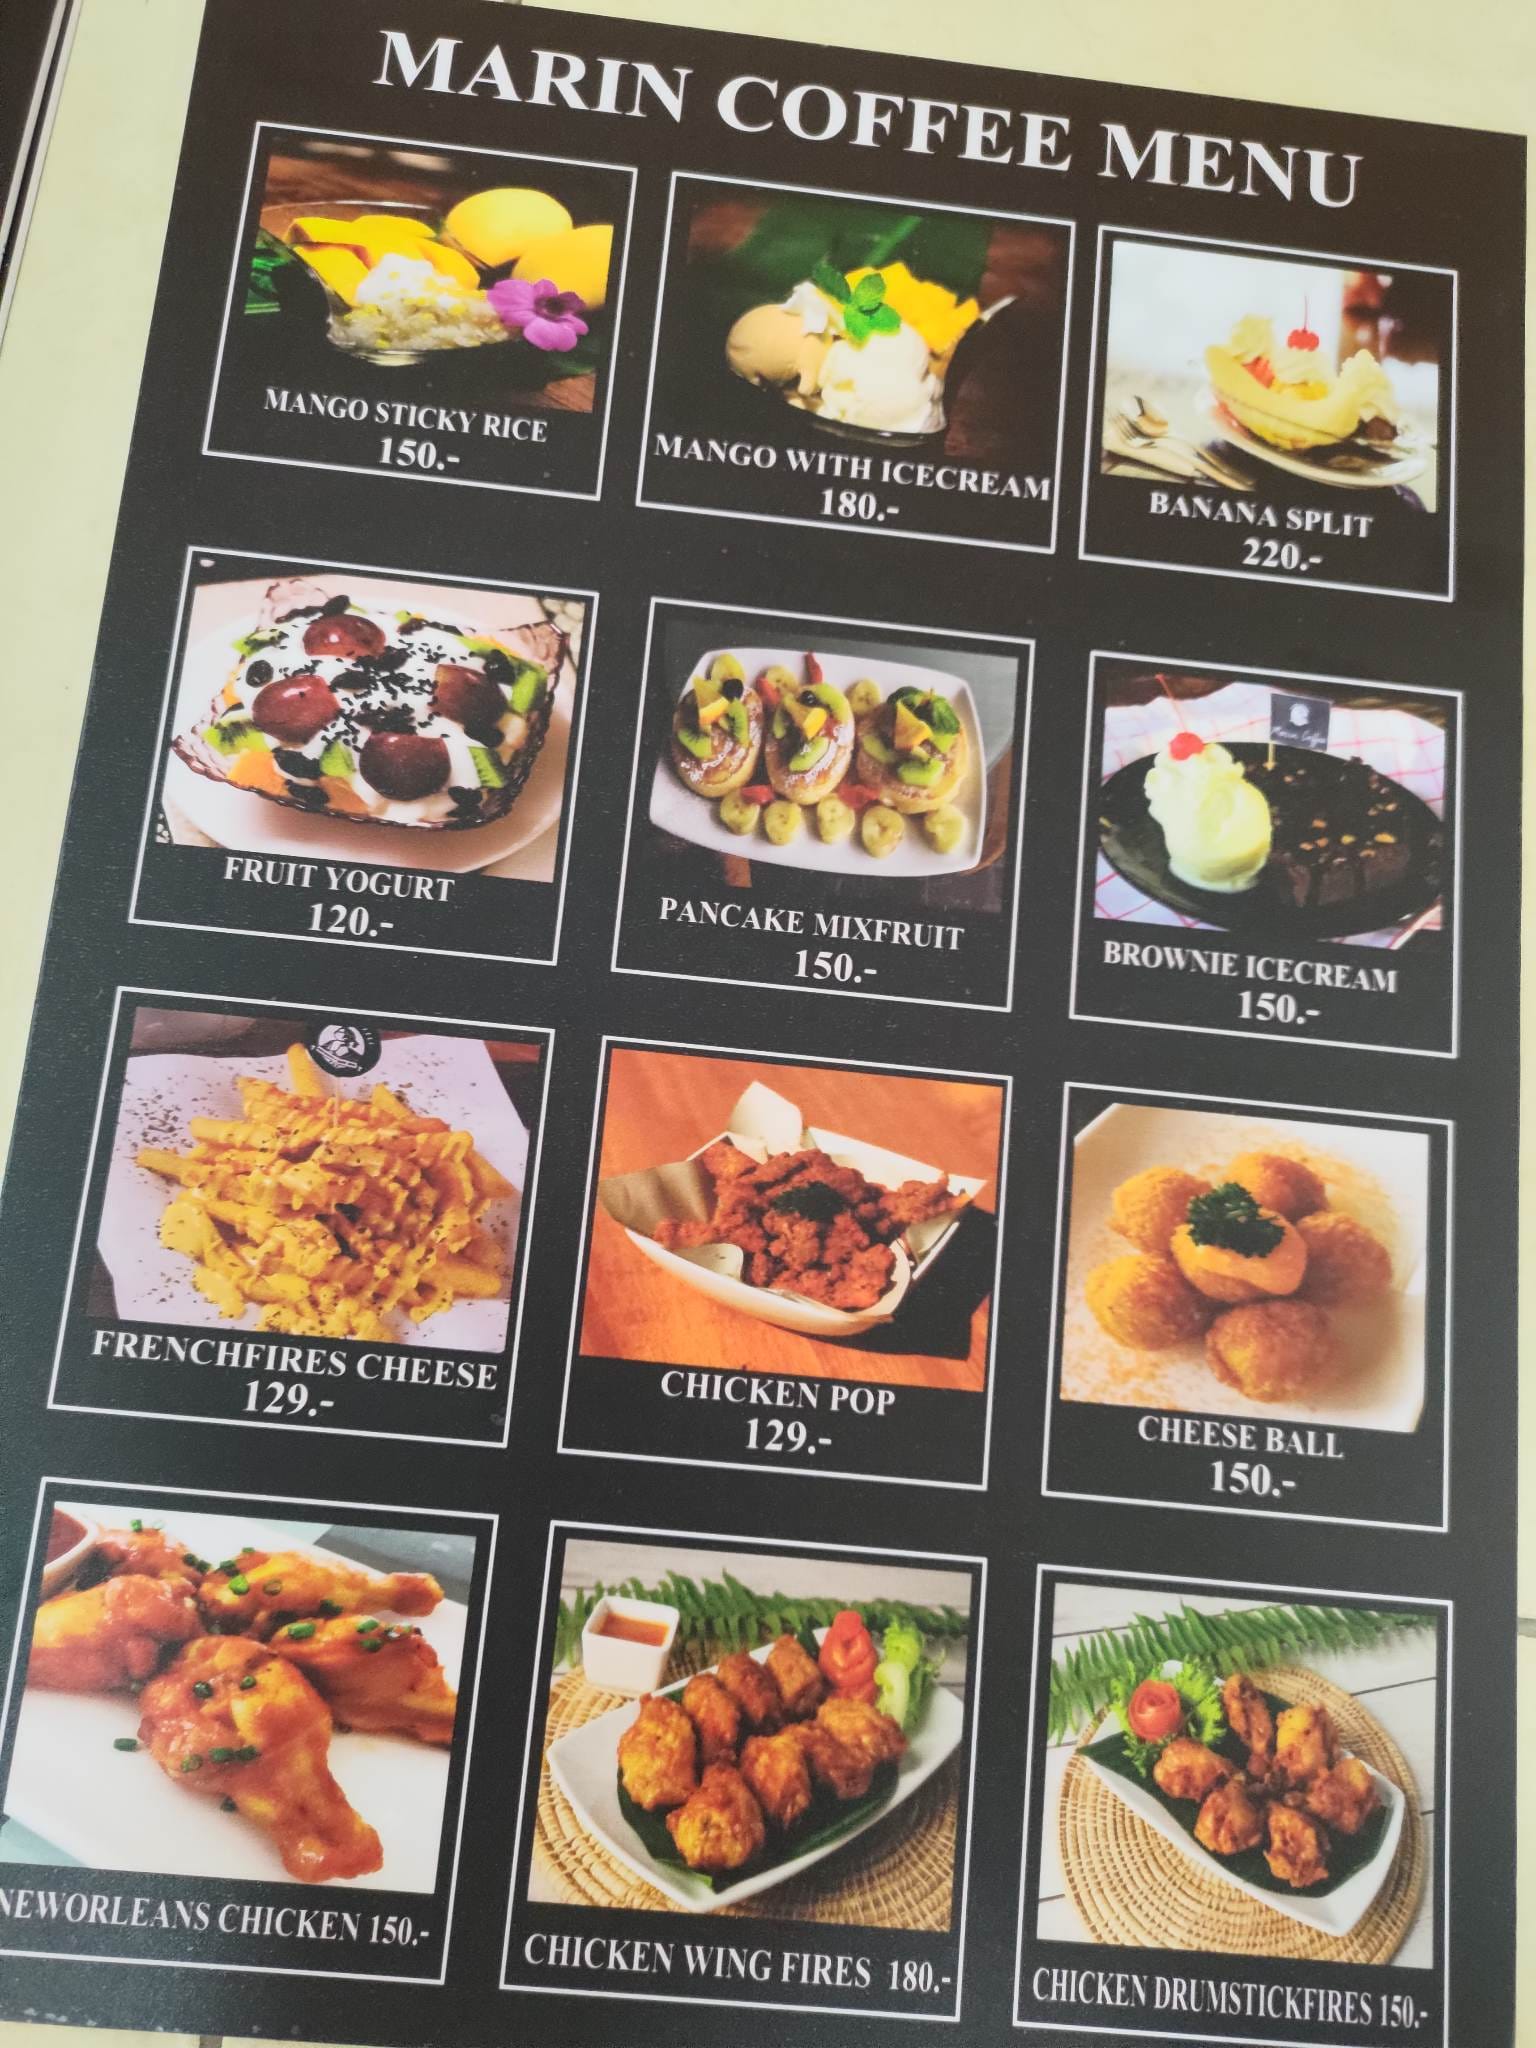 MARIN COFFEE MENU
MANGO STICKY RICE
150.-
MANGO WITH ICECREAM
180.-
BANANA SPLIT
220.-
FRUIT YOGURT
120.-
PANCAKE MIXFRUIT
150.-
Marin Coffee
BROWNIE ICECREAM
150.-
FRENCHFIRES CHEESE
129.-
CHICKEN POP
129.-
CHEESE BALL
150.-
NEWORLEANS CHICKEN 150.-
CHICKEN WING FIRES 180.-
CHICKEN DRUMSTICKFIRES 150.-